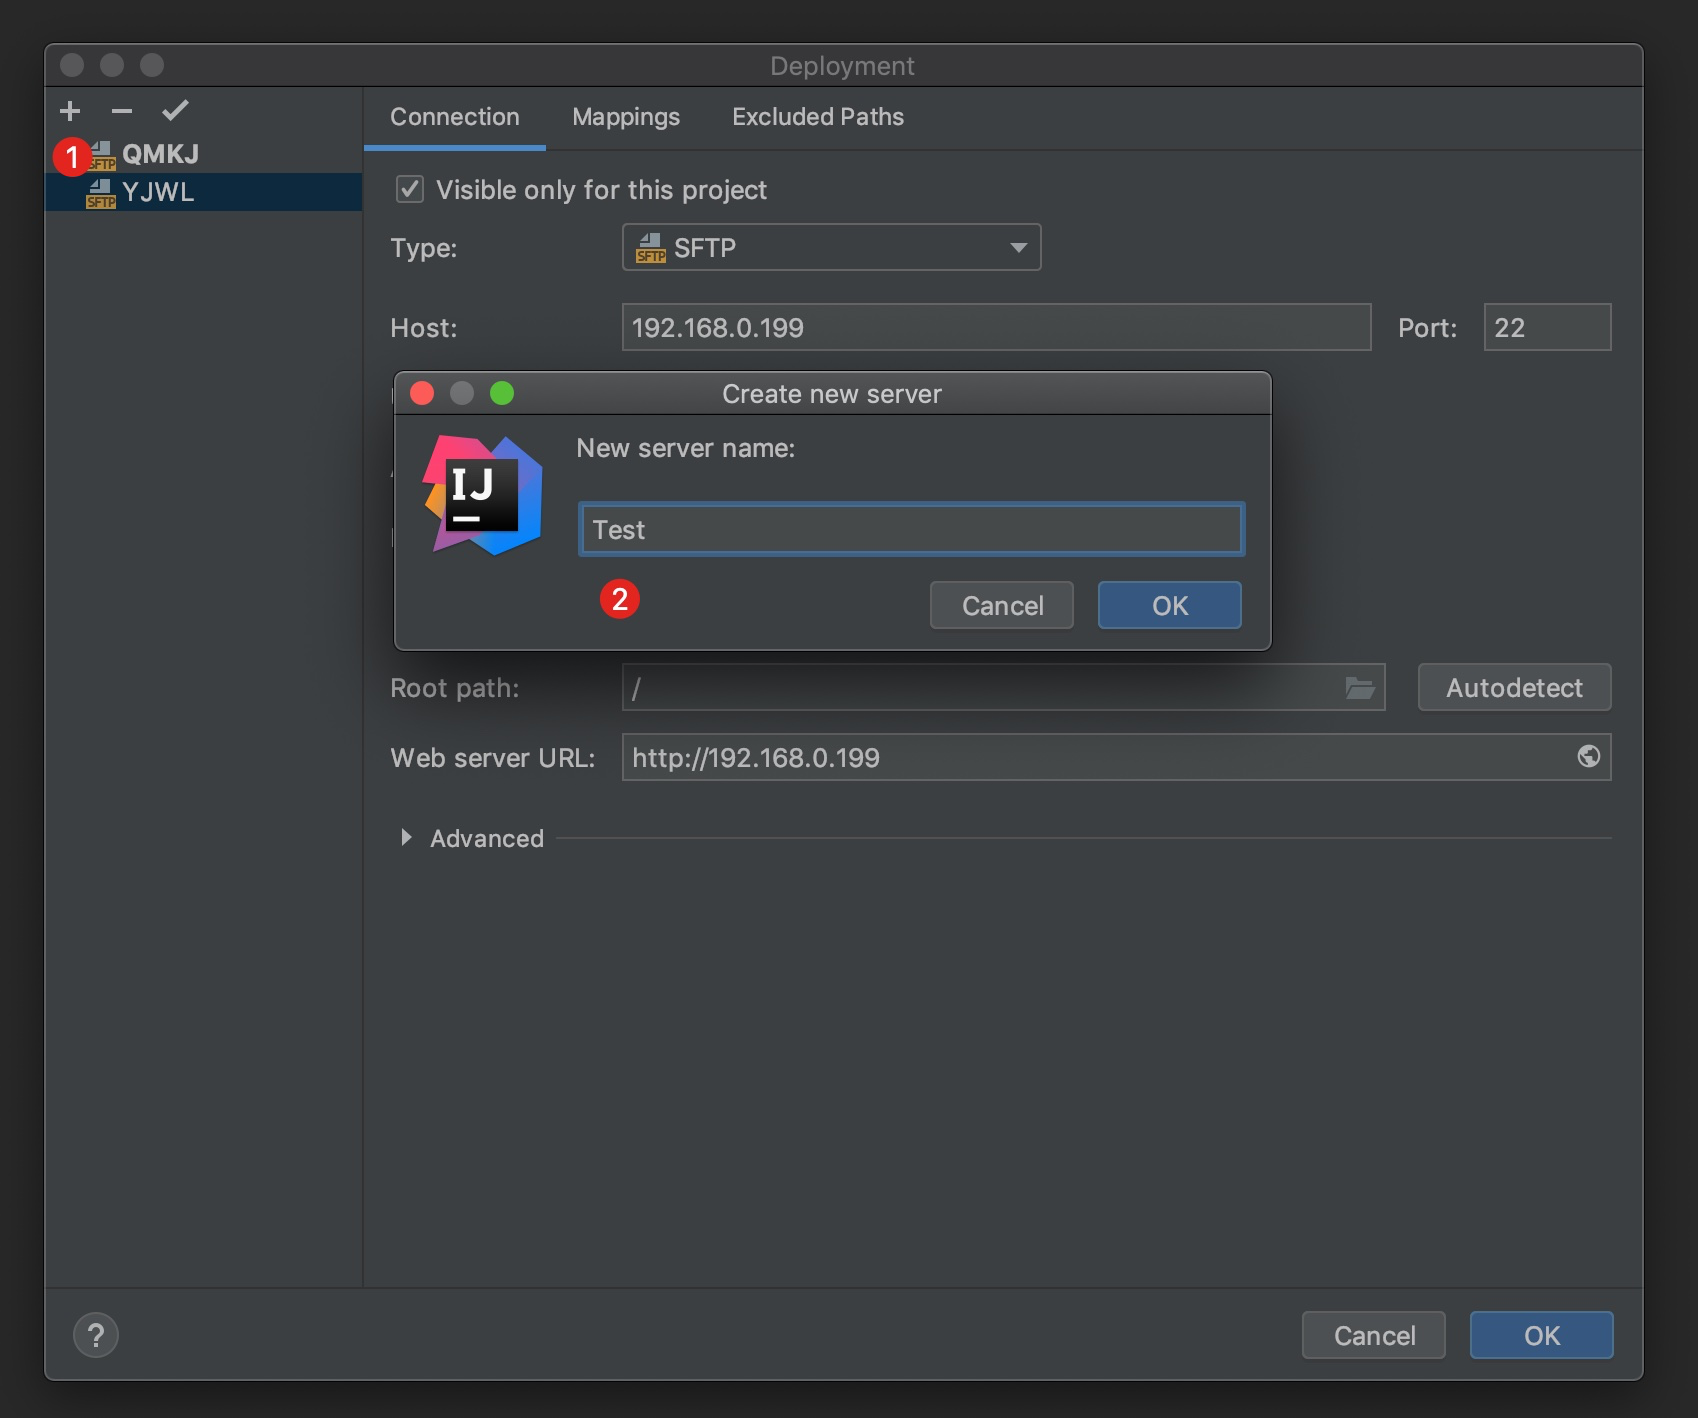 Deployment
Connection Mappings Excluded Paths
1 SFTP QMKJ
SFTP YJWL
Visible only for this project
Type: SFTP SFTP
Host: 192.168.0.199 Port: 22
Create new server
IJ
New server name:
Test
2 Cancel OK
Root path: / Autodetect
Web server URL: http://192.168.0.199
Advanced
? Cancel OK